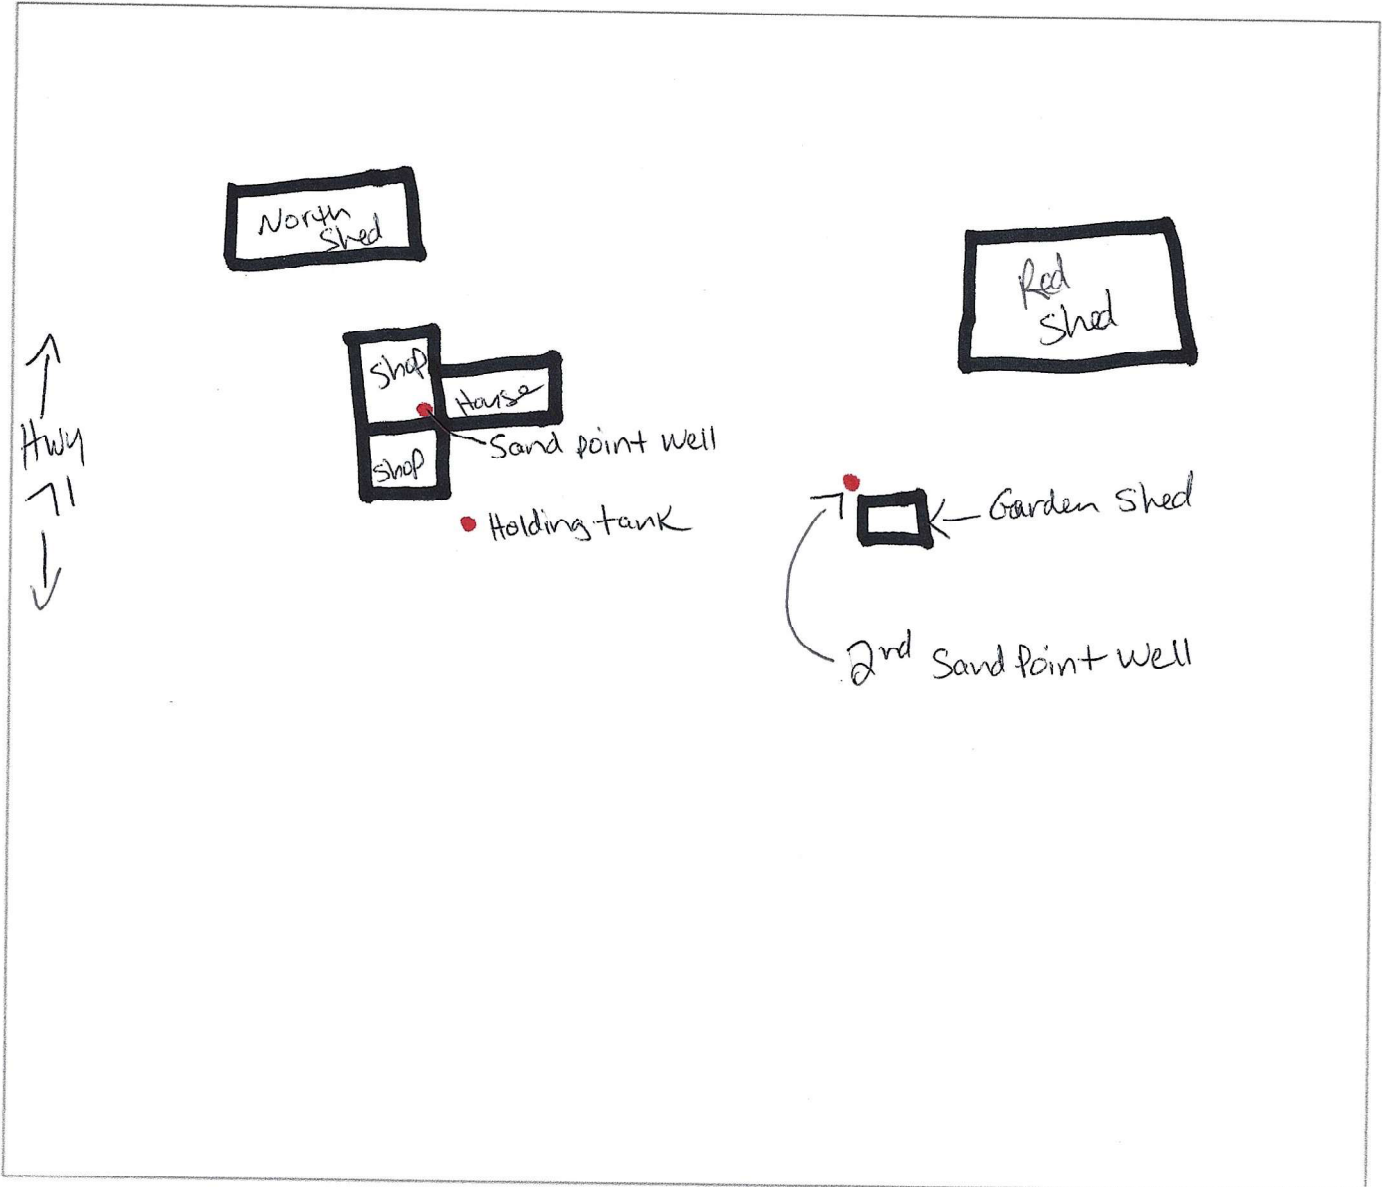 North
Shed
Red
Shed
Shop
House
Sand point well
Shop
Hwy
71
Holding tank
Garden Shed
2nd Sand Point Well